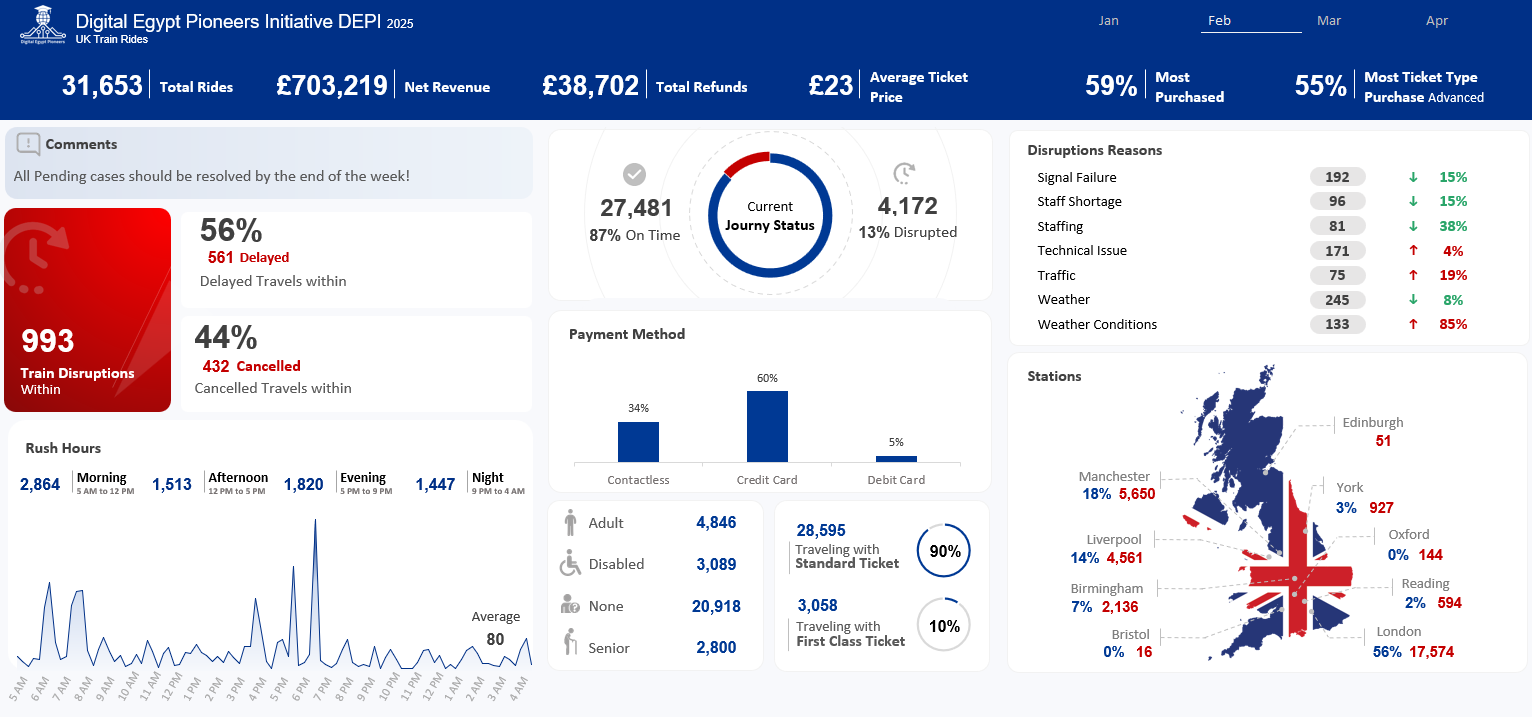 Digital Egypt Pioneers
Digital Egypt Pioneers Initiative DEPI 2025
UK Train Rides
Jan
Feb
Mar
Apr
31,653 Total Rides
£703,219 Net Revenue
£38,702 Total Refunds
£23 Average Ticket
Price
59% Most
Purchased
55% Most Ticket Type
Purchase Advanced
Comments
All Pending cases should be resolved by the end of the week!
993
Train Disruptions
Within
56%
561 Delayed
Delayed Travels within
44%
432 Cancelled
Cancelled Travels within
Rush Hours
2,864 Morning
5 AM to 12 PM
1,513 Afternoon
12 PM to 5 PM
1,820 Evening
5 PM to 9 PM
1,447 Night
9 PM to 4 AM
Average
80
5 AM
6 AM
7 AM
8 AM
9 AM
10 AM
11 AM
12 PM
1 PM
2 PM
3 PM
4 PM
5 PM
6 PM
7 PM
8 PM
9 PM
10 PM
11 PM
12 PM
1 AM
2 AM
3 AM
4 AM
27,481
87% On Time
Current
Journy Status
4,172
13% Disrupted
Payment Method
34%
60%
5%
Contactless
Credit Card
Debit Card
Adult 4,846
Disabled 3,089
None 20,918
Senior 2,800
28,595
Traveling with
Standard Ticket
90%
3,058
Traveling with
First Class Ticket
10%
Disruptions Reasons
Signal Failure 192 ↓ 15%
Staff Shortage 96 ↓ 15%
Staffing 81 ↓ 38%
Technical Issue 171 ↑ 4%
Traffic 75 ↑ 19%
Weather 245 ↓ 8%
Weather Conditions 133 ↑ 85%
Stations
Edinburgh
51
Manchester
18% 5,650
York
3% 927
Liverpool
14% 4,561
Oxford
0% 144
Birmingham
7% 2,136
Reading
2% 594
Bristol
0% 16
London
56% 17,574